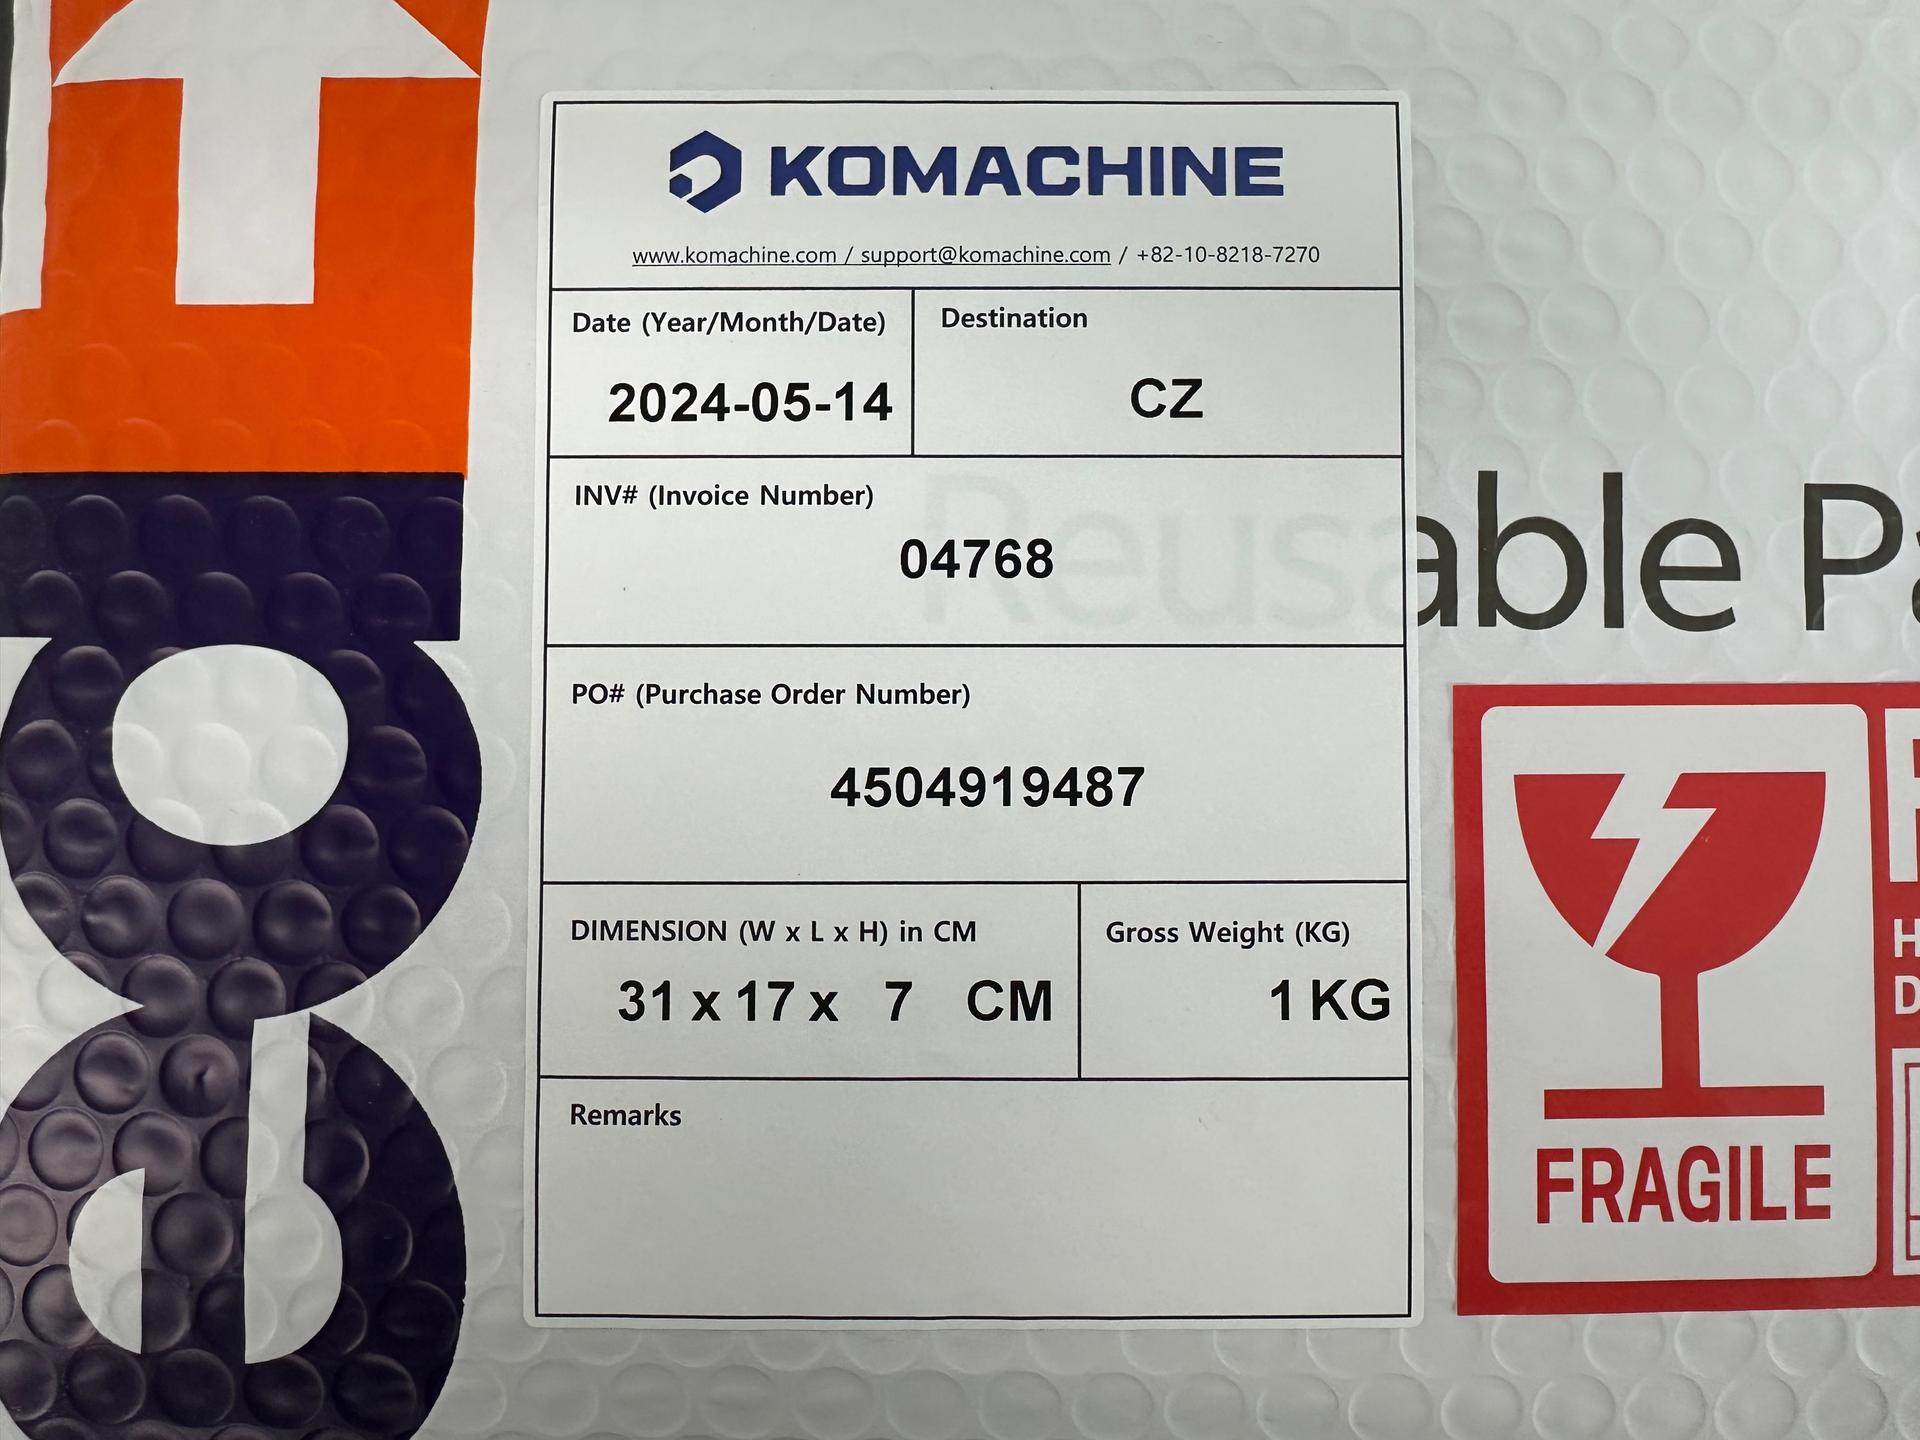 KOMACHINE
www.komachine.com / support@komachine.com / +82-10-8218-7270
Date (Year/Month/Date)
2024-05-14
Destination
CZ
INV# (Invoice Number)
04768
Reusable
PO# (Purchase Order Number)
4504919487
DIMENSION (W x L x H) in CM
31 x 17 x 7 CM
Gross Weight (KG)
1 KG
Remarks
FRAGILE